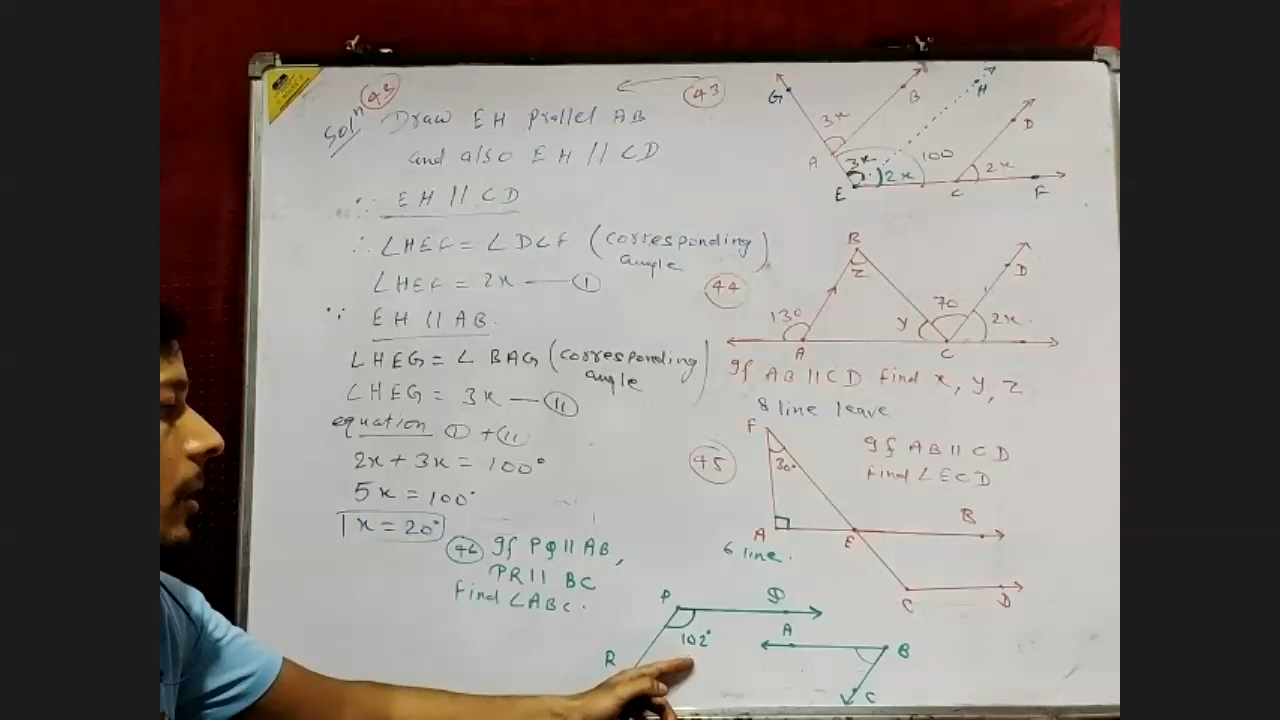 Solⁿ 43 Draw EH prallel AB
and also EH // CD
∵ EH // CD
∴ ∠HEC = ∠DCF (corresponding angle)
∠HEC = 2x — I
∵ EH // AB.
∠HEG = ∠BAG (corresponding angle)
∠HEG = 3x — II
equation I + II
2x + 3x = 100°
5x = 100°
x = 20°
43
G
B
H
D
3x
A
3x
100
2x
2x
E
C
F
44
B
Z
D
130
70
y
2x
A
C
If AB // CD find x, y, z
8 line leave
45
F
30°
If AB // CD
Find ∠ECD
A
E
B
C
D
6 line.
46 If PQ // AB,
PR // BC
Find ∠ABC.
P
Q
102°
R
A
B
C